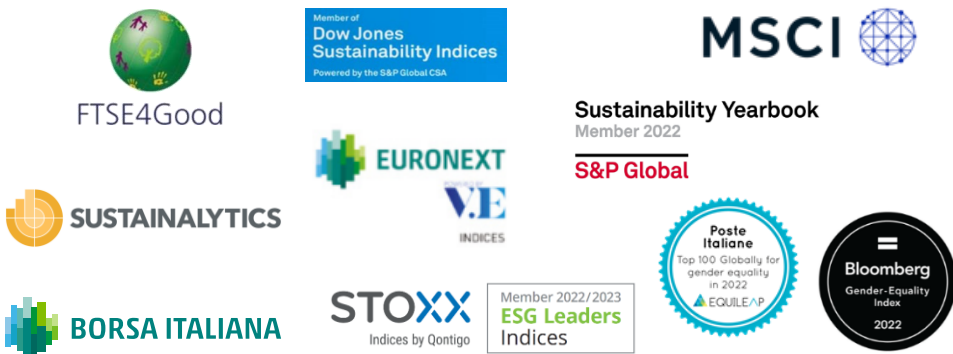 FTSE4Good
Member of
Dow Jones
Sustainability Indices
Powered by the S&P Global CSA
MSCI
Sustainability Yearbook
Member 2022
S&P Global
EURONEXT
POWERED BY
V.E
INDICES
SUSTAINALYTICS
Poste
Italiane
Top 100 Globally for
gender equality
in 2022
EQUILEAP
Bloomberg
Gender-Equality
Index
2022
BORSA ITALIANA
STOXX
Indices by Qontigo
Member 2022/2023
ESG Leaders
Indices